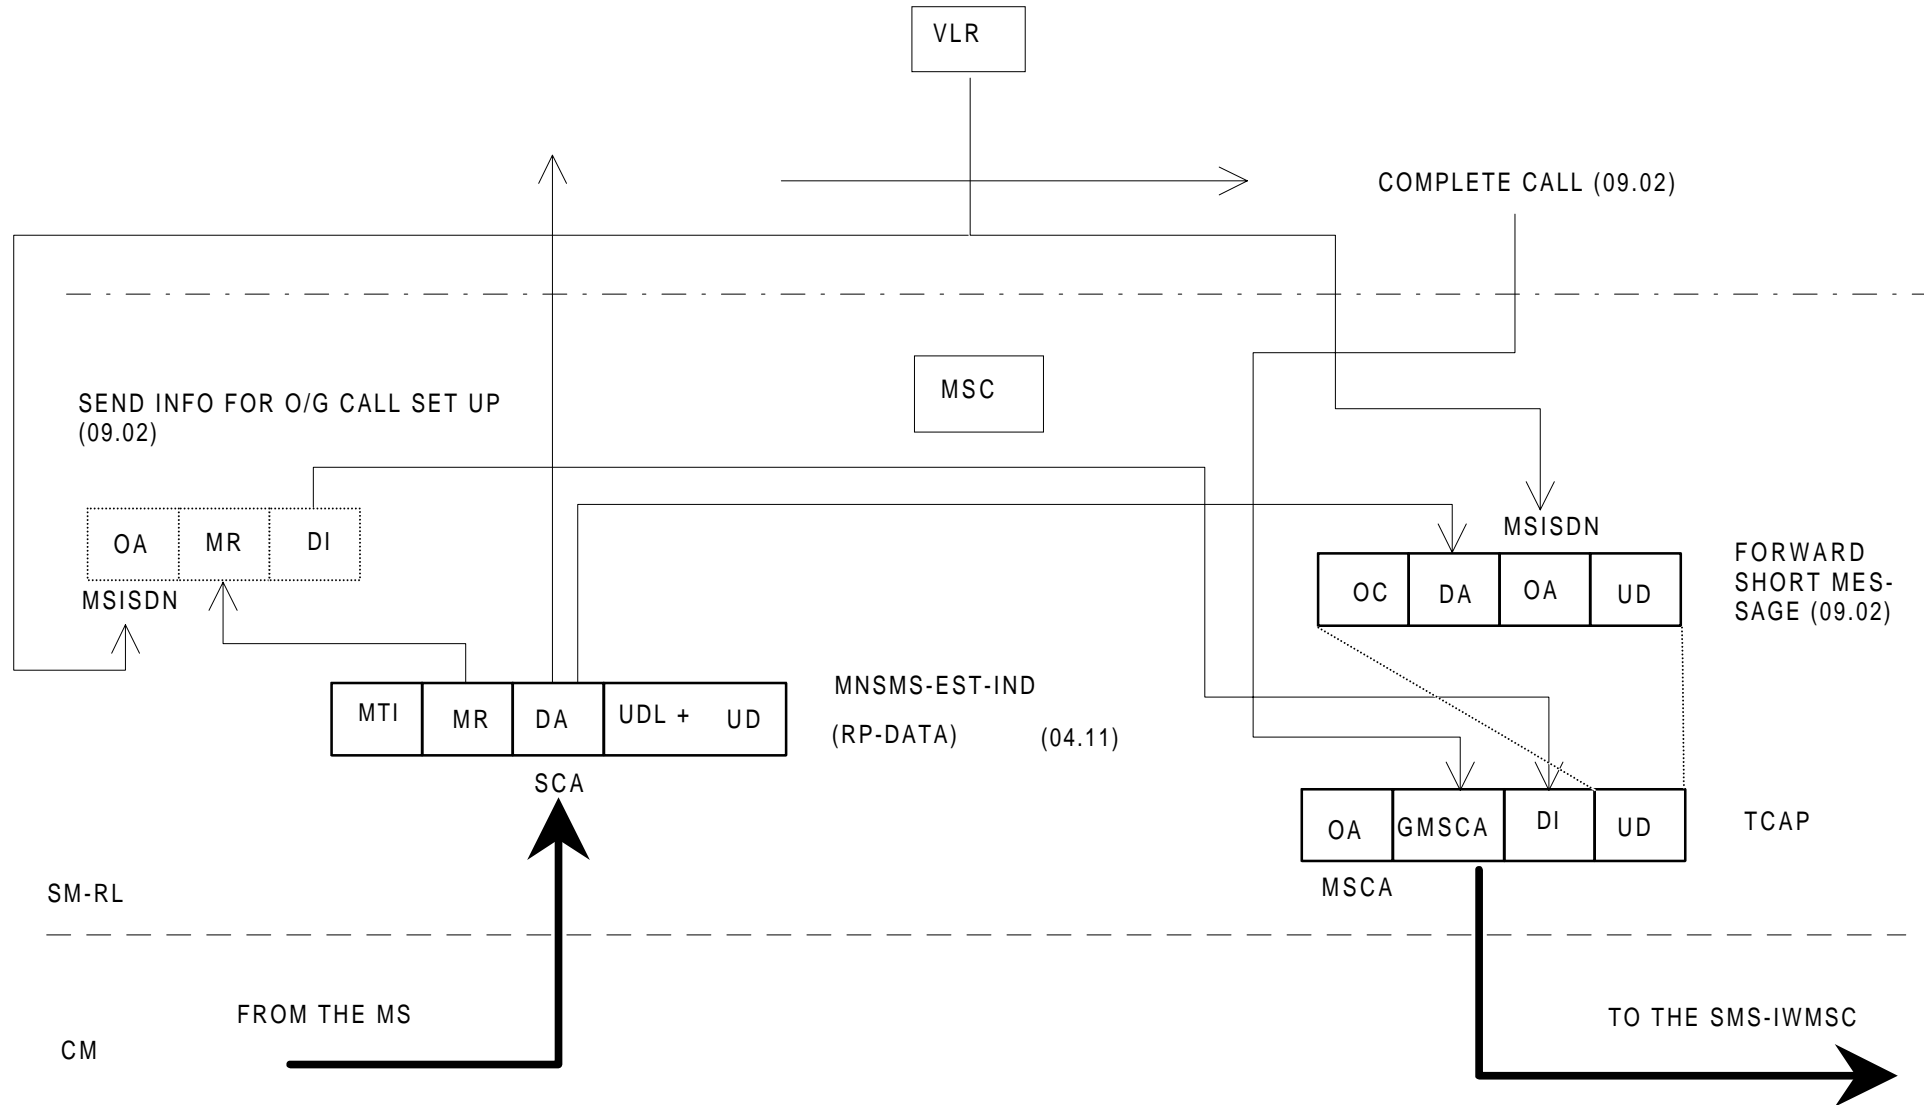 VLR
COMPLETE CALL (09.02)
MSC
SEND INFO FOR O/G CALL SET UP
(09.02)
OA MR DI
MSISDN
MSISDN
OC DA OA UD
FORWARD
SHORT MES-
SAGE (09.02)
MTI MR DA UDL + UD
MNSMS-EST-IND
(RP-DATA) (04.11)
SCA
OA GMSCA DI UD
TCAP
MSCA
SM-RL
FROM THE MS
TO THE SMS-IWMSC
CM